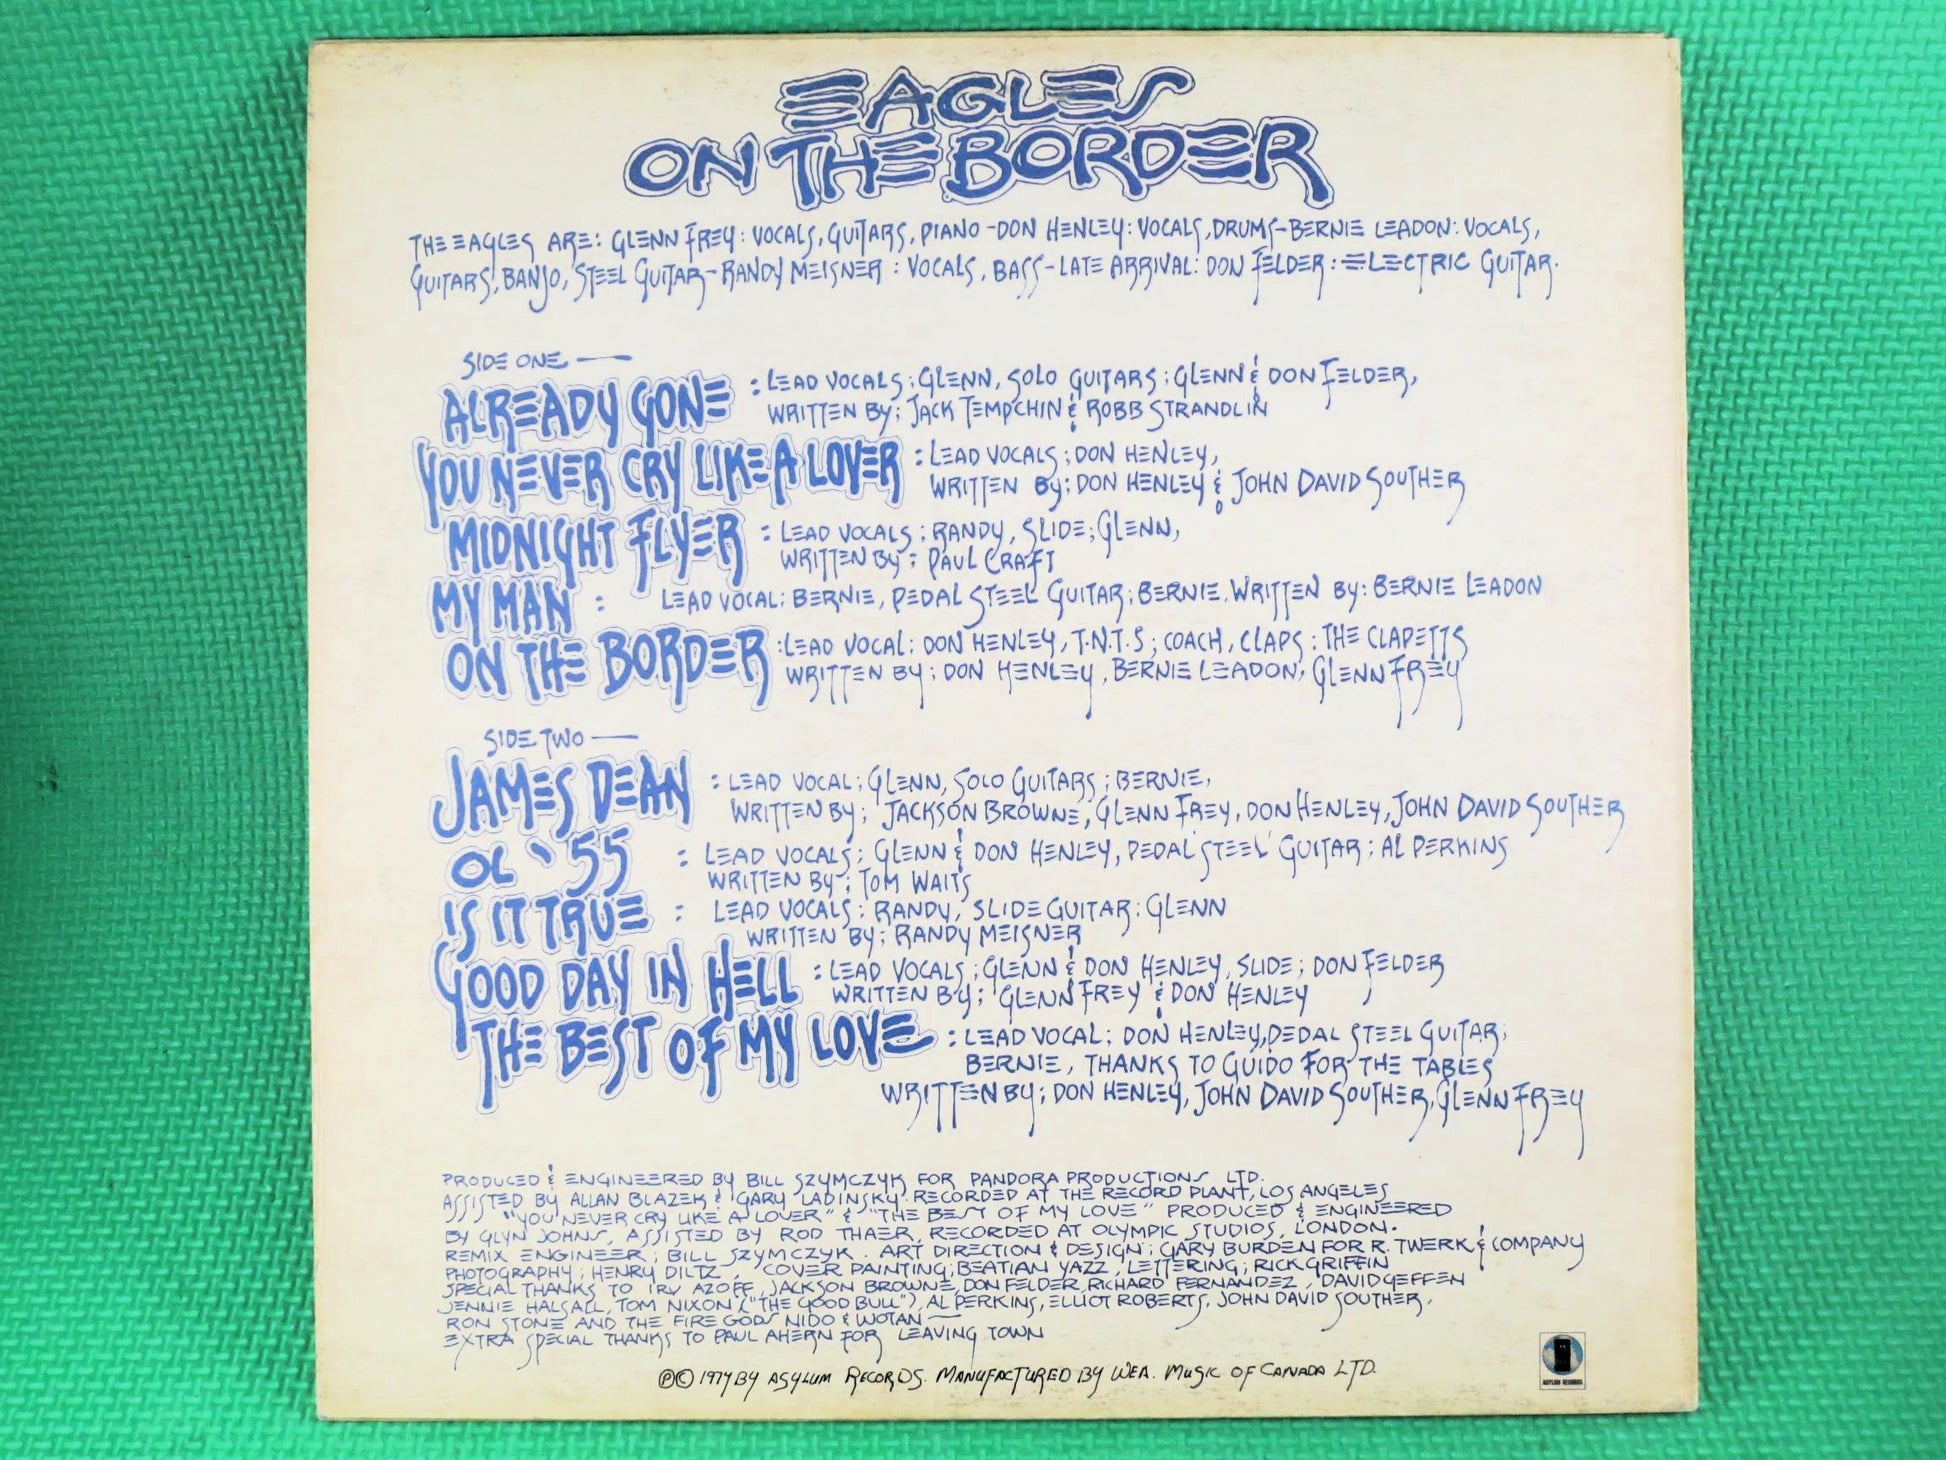 EAGLES
ON THE BORDER
THE EAGLES ARE: GLENN FREY: VOCALS, GUITARS, PIANO - DON HENLEY: VOCALS, DRUMS - BERNIE LEADON: VOCALS,
GUITARS, BANJO, STEEL GUITAR - RANDY MEISNER: VOCALS, BASS - LATE ARRIVAL: DON FELDER: ELECTRIC GUITAR.
SIDE ONE —
ALREADY GONE : LEAD VOCALS; GLENN, SOLO GUITARS; GLENN & DON FELDER,
WRITTEN BY; JACK TEMPCHIN & ROBB STRANDLIN
YOU NEVER CRY LIKE A LOVER : LEAD VOCALS; DON HENLEY,
WRITTEN BY; DON HENLEY & JOHN DAVID SOUTHER
MIDNIGHT FLYER : LEAD VOCALS; RANDY, SLIDE; GLENN,
WRITTEN BY; PAUL CRAFT
MY MAN : LEAD VOCAL; BERNIE, PEDAL STEEL GUITAR; BERNIE. WRITTEN BY: BERNIE LEADON
ON THE BORDER : LEAD VOCAL; DON HENLEY, T.N.T.S; COACH, CLAPS; THE CLAPETTS
WRITTEN BY; DON HENLEY, BERNIE LEADON, GLENN FREY
SIDE TWO —
JAMES DEAN : LEAD VOCAL; GLENN, SOLO GUITARS; BERNIE,
WRITTEN BY; JACKSON BROWNE, GLENN FREY, DON HENLEY, JOHN DAVID SOUTHER
OL '55 : LEAD VOCALS; GLENN & DON HENLEY, PEDAL STEEL GUITAR; AL PERKINS
WRITTEN BY; TOM WAITS
IS IT TRUE : LEAD VOCALS; RANDY, SLIDE GUITAR: GLENN
WRITTEN BY; RANDY MEISNER
GOOD DAY IN HELL : LEAD VOCALS; GLENN & DON HENLEY, SLIDE; DON FELDER
WRITTEN BY; GLENN FREY & DON HENLEY
THE BEST OF MY LOVE : LEAD VOCAL; DON HENLEY, PEDAL STEEL GUITAR;
BERNIE, THANKS TO GUIDO FOR THE TABLES
WRITTEN BY; DON HENLEY, JOHN DAVID SOUTHER, GLENN FREY
PRODUCED & ENGINEERED BY BILL SZYMCZYK FOR PANDORA PRODUCTIONS LTD.
ASSISTED BY ALLAN BLAZEK & GARY LADINSKY. RECORDED AT THE RECORD PLANT, LOS ANGELES
"YOU NEVER CRY LIKE A LOVER" & "THE BEST OF MY LOVE" PRODUCED & ENGINEERED
BY GLYN JOHNS, ASSISTED BY ROD THAER, RECORDED AT OLYMPIC STUDIOS, LONDON.
REMIX ENGINEER; BILL SZYMCZYK. ART DIRECTION & DESIGN; GARY BURDEN FOR R. TWERK & COMPANY
PHOTOGRAPHY; HENRY DILTZ, COVER PAINTING; BEATIAN YAZZ, LETTERING; RICK GRIFFIN
SPECIAL THANKS TO IRV AZOFF, JACKSON BROWNE, DON FELDER, RICHARD FERNANDEZ, DAVID GEFFEN
JENNIE HALSALL, TOM NIXON ("THE GOOD BULL"), AL PERKINS, ELLIOT ROBERTS, JOHN DAVID SOUTHER,
RON STONE AND THE FIRE GODS NIDO & WOTAN —
EXTRA SPECIAL THANKS TO PAUL AHERN FOR LEAVING TOWN
℗© 1974 BY ASYLUM RECORDS. MANUFACTURED BY WEA. MUSIC OF CANADA LTD.
ASYLUM RECORDS